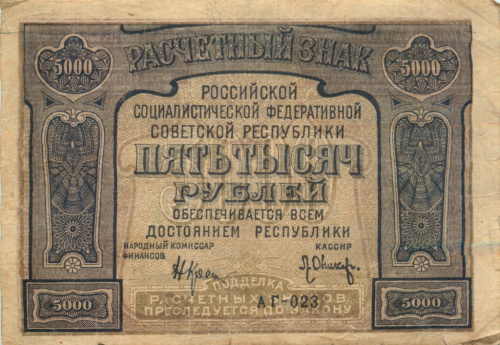 5000 РАСЧЕТНЫЙ ЗНАК 5000
РОССИЙСКОЙ
СОЦИАЛИСТИЧЕСКОЙ ФЕДЕРАТИВНОЙ
СОВЕТСКОЙ РЕСПУБЛИКИ
ПЯТЬ ТЫСЯЧ
РУБЛЕЙ
ОБЕСПЕЧИВАЕТСЯ ВСЕМ
ДОСТОЯНИЕМ РЕСПУБЛИКИ
НАРОДНЫЙ КОМИССАР КАССИР
ФИНАНСОВ
ПОДДЕЛКА
5000 РАСЧЕТНЫХ АГ-023 5000
ПРЕСЛЕДУЕТСЯ ПО ЗАКОНУ